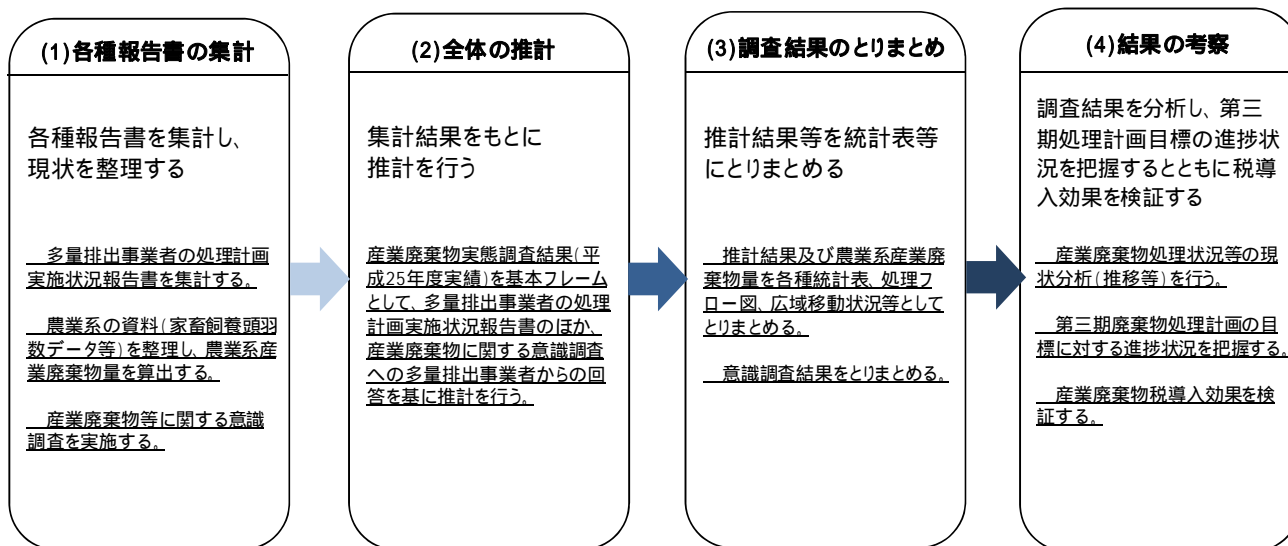 (1)各種報告書の集計
各種報告書を集計し、
現状を整理する
多量排出事業者の処理計画
実施状況報告書を集計する。
農業系の資料(家畜飼養頭羽
数データ等)を整理し、農業系産
業廃棄物量を算出する。
産業廃棄物等に関する意識
調査を実施する。
(2)全体の推計
集計結果をもとに
推計を行う
産業廃棄物実態調査結果(平
成25年度実績)を基本フレーム
として、多量排出事業者の処理
計画実施状況報告書のほか、
産業廃棄物に関する意識調査
への多量排出事業者からの回
答を基に推計を行う。
(3)調査結果のとりまとめ
推計結果等を統計表等
にとりまとめる
推計結果及び農業系産業廃
棄物量を各種統計表、処理フ
ロー図、広域移動状況等として
とりまとめる。
意識調査結果をとりまとめる。
(4)結果の考察
調査結果を分析し、第三
期処理計画目標の進捗状
況を把握するとともに税導
入効果を検証する
産業廃棄物処理状況等の現
状分析(推移等)を行う。
第三期廃棄物処理計画の目
標に対する進捗状況を把握する。
産業廃棄物税導入効果を検
証する。